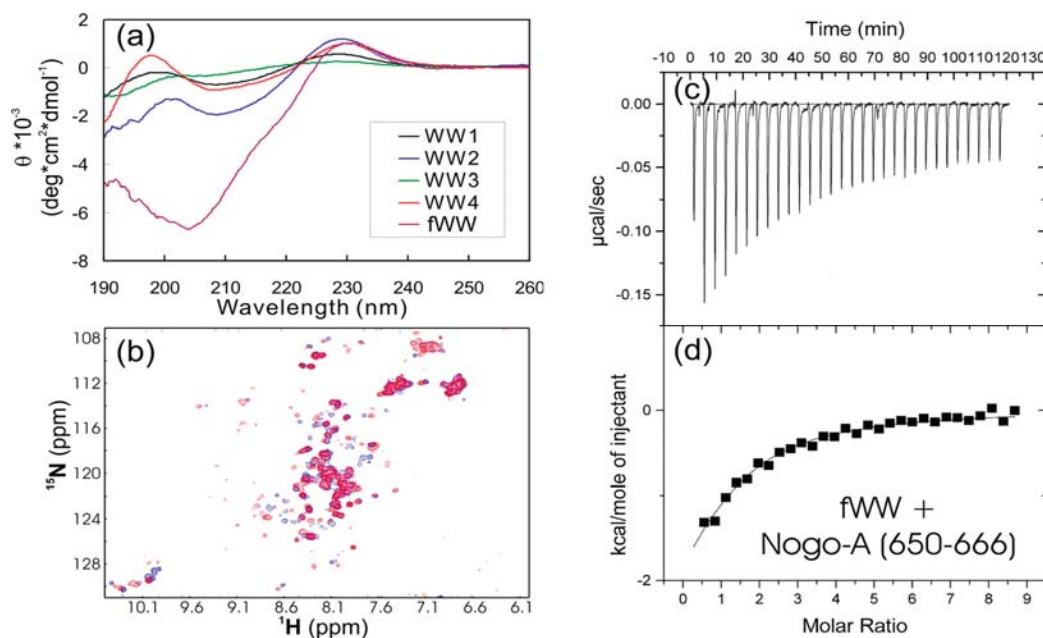 (a)
2
0
-2
-4
-6
-8
θ *10⁻³
(deg*cm²*dmol⁻¹)
WW1
WW2
WW3
WW4
fWW
190 200 210 220 230 240 250 260
Wavelength (nm)
(b)
108
112
116
120
124
128
¹⁵N (ppm)
10.1 9.6 9.1 8.6 8.1 7.6 7.1 6.6 6.1
¹H (ppm)
Time (min)
-10 0 10 20 30 40 50 60 70 80 90 100110 120130
(c)
0.00
-0.05
-0.10
-0.15
µcal/sec
(d)
0
-2
kcal/mole of injectant
fWW +
Nogo-A (650-666)
0 1 2 3 4 5 6 7 8 9
Molar Ratio